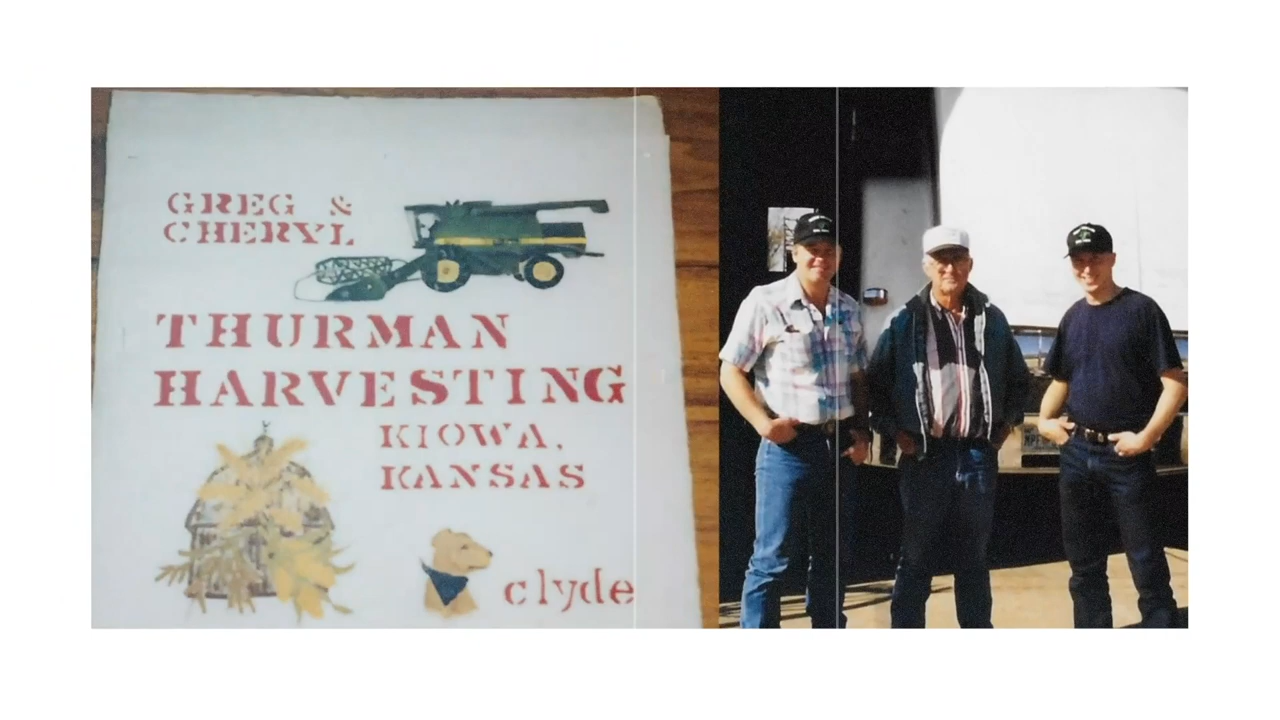 GREG &
CHERYL
THURMAN
HARVESTING
KIOWA,
KANSAS
clyde